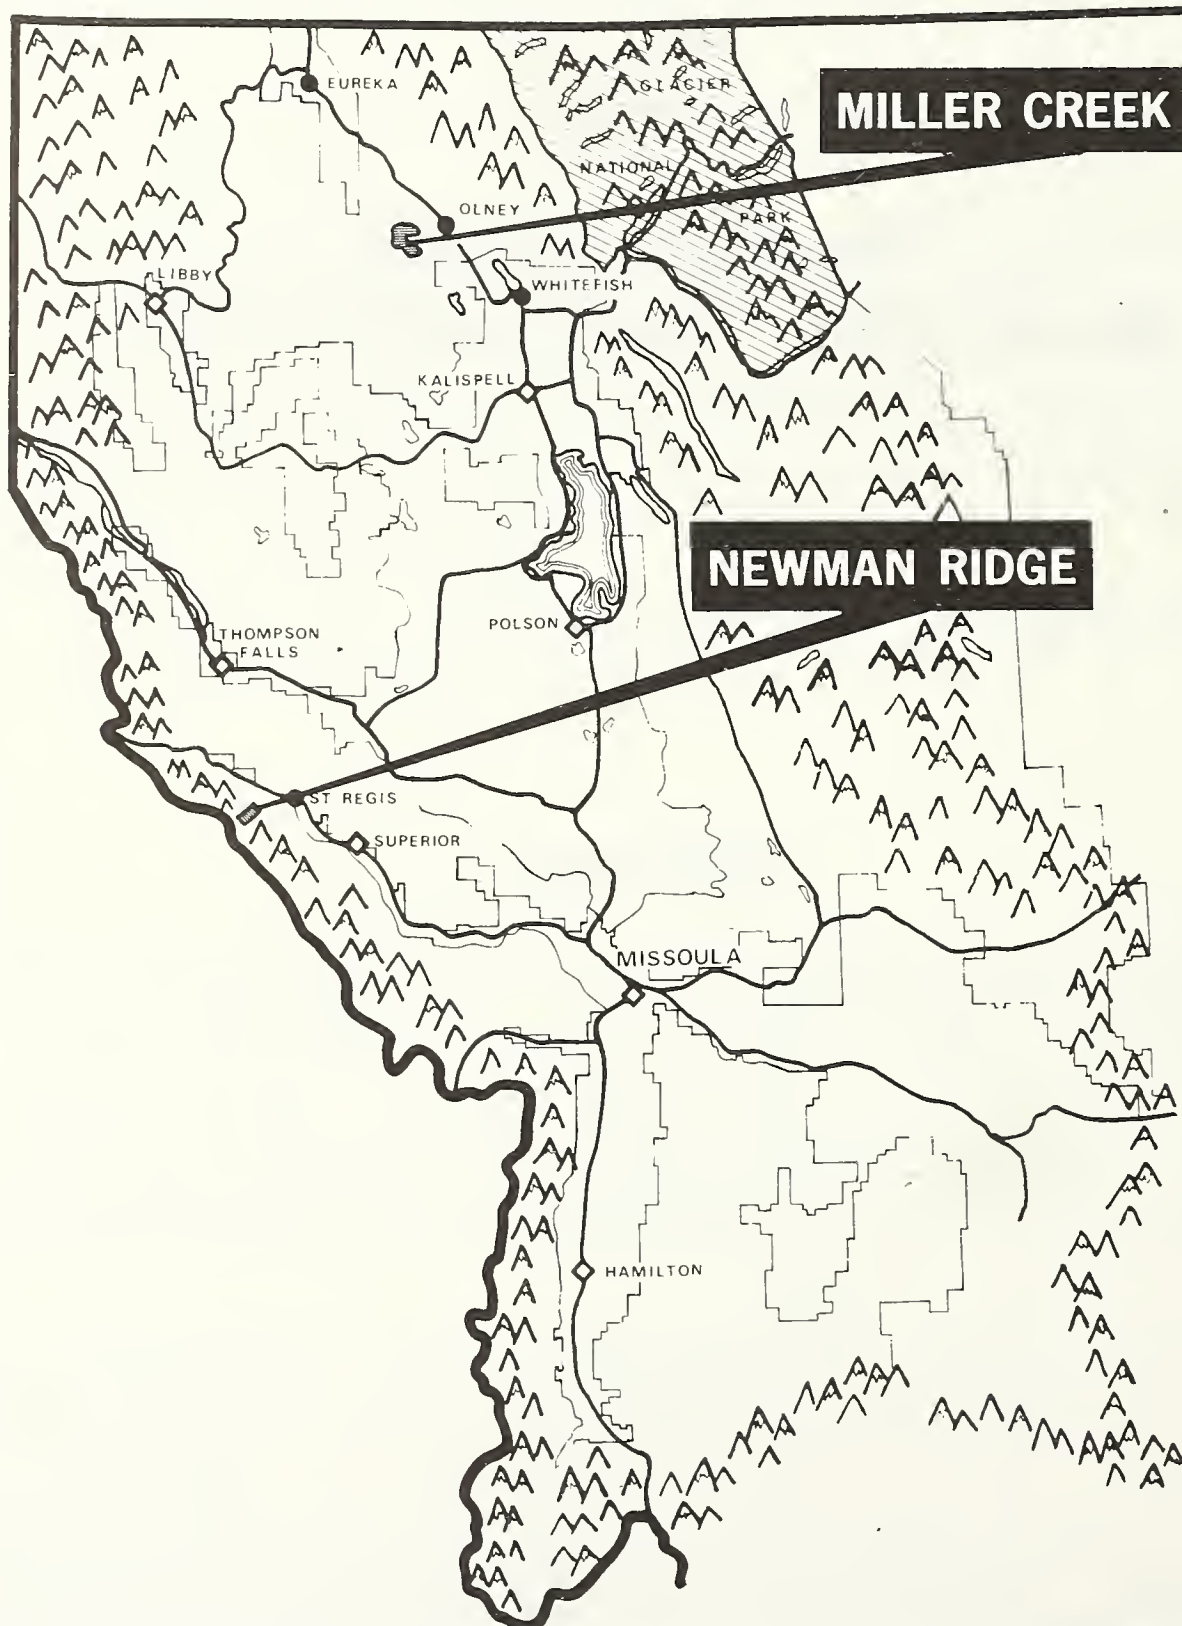 EUREKA
GLACIER
MILLER CREEK
NATIONAL
OLNEY
PARK
LIBBY
WHITEFISH
KALISPELL
NEWMAN RIDGE
POLSON
THOMPSON
FALLS
ST REGIS
SUPERIOR
MISSOULA
HAMILTON